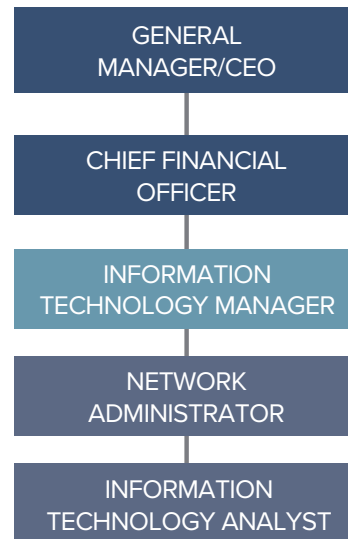 GENERAL
MANAGER/CEO
CHIEF FINANCIAL
OFFICER
INFORMATION
TECHNOLOGY MANAGER
NETWORK
ADMINISTRATOR
INFORMATION
TECHNOLOGY ANALYST